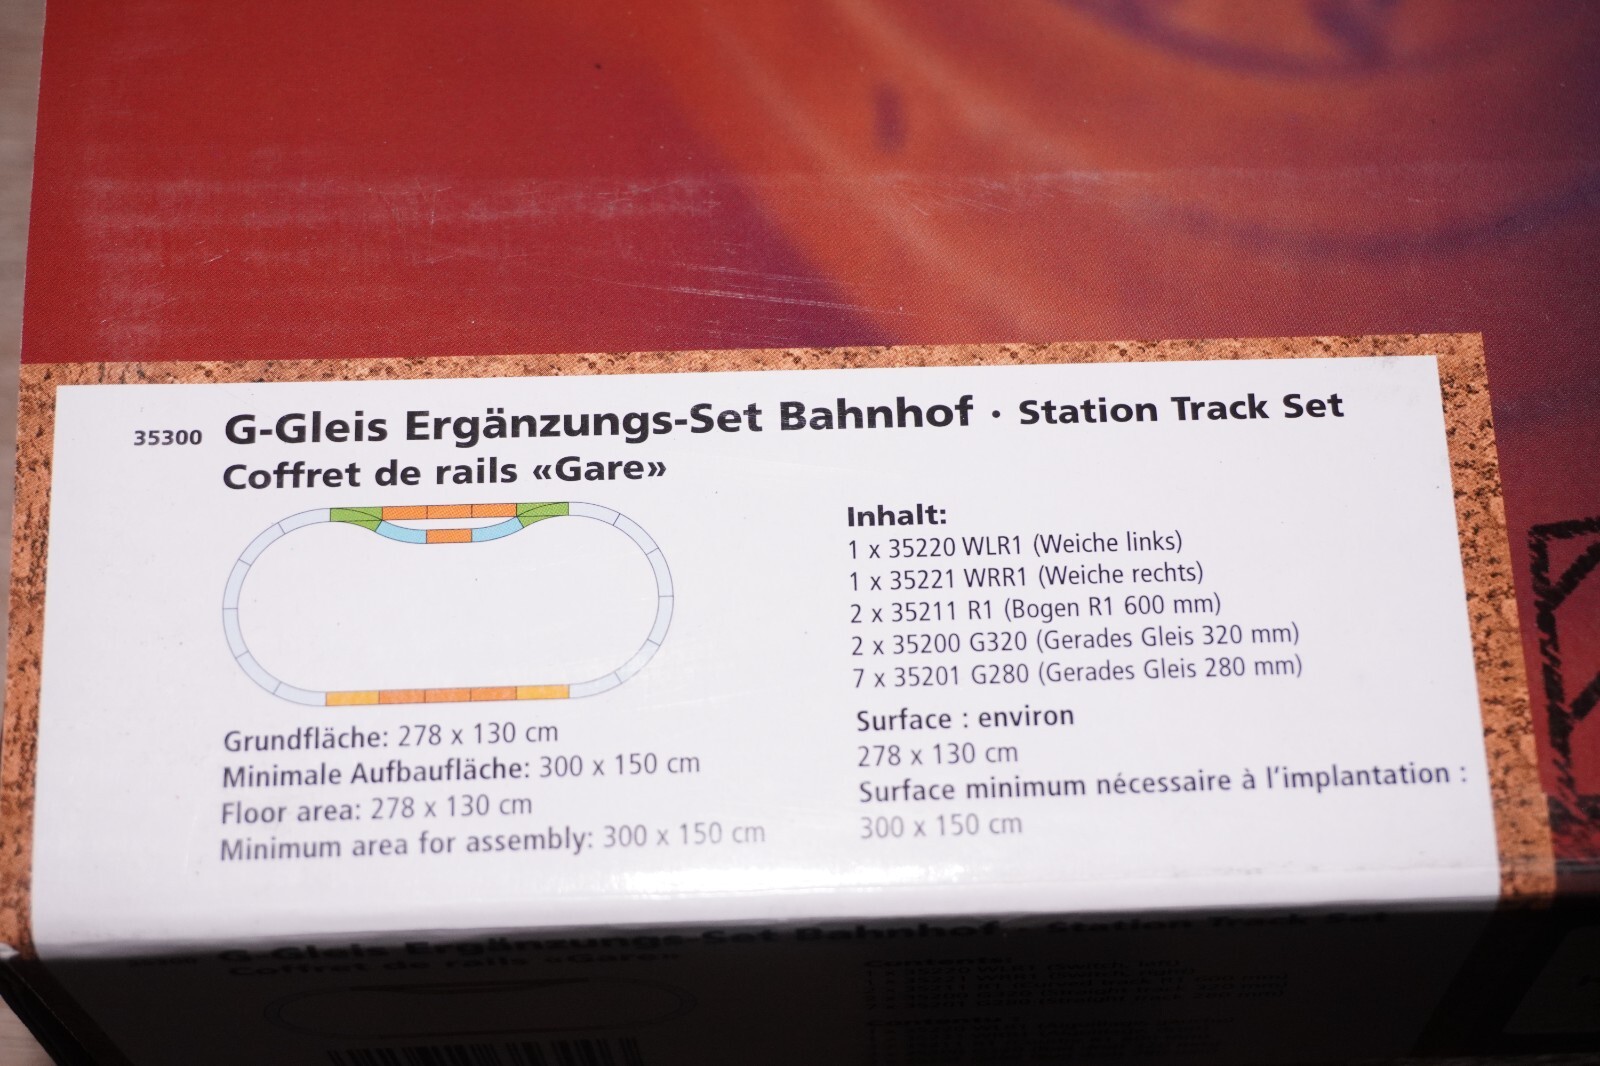 35300 G-Gleis Ergänzungs-Set Bahnhof · Station Track Set
Coffret de rails «Gare»
Inhalt:
1 x 35220 WLR1 (Weiche links)
1 x 35221 WRR1 (Weiche rechts)
2 x 35211 R1 (Bogen R1 600 mm)
2 x 35200 G320 (Gerades Gleis 320 mm)
7 x 35201 G280 (Gerades Gleis 280 mm)
Grundfläche: 278 x 130 cm
Minimale Aufbaufläche: 300 x 150 cm
Floor area: 278 x 130 cm
Minimum area for assembly: 300 x 150 cm
Surface : environ
278 x 130 cm
Surface minimum nécessaire à l'implantation :
300 x 150 cm
G-Gleis Ergänzungs-Set Bahnhof · Station Track Set
Coffret de rails «Gare»
Contents: